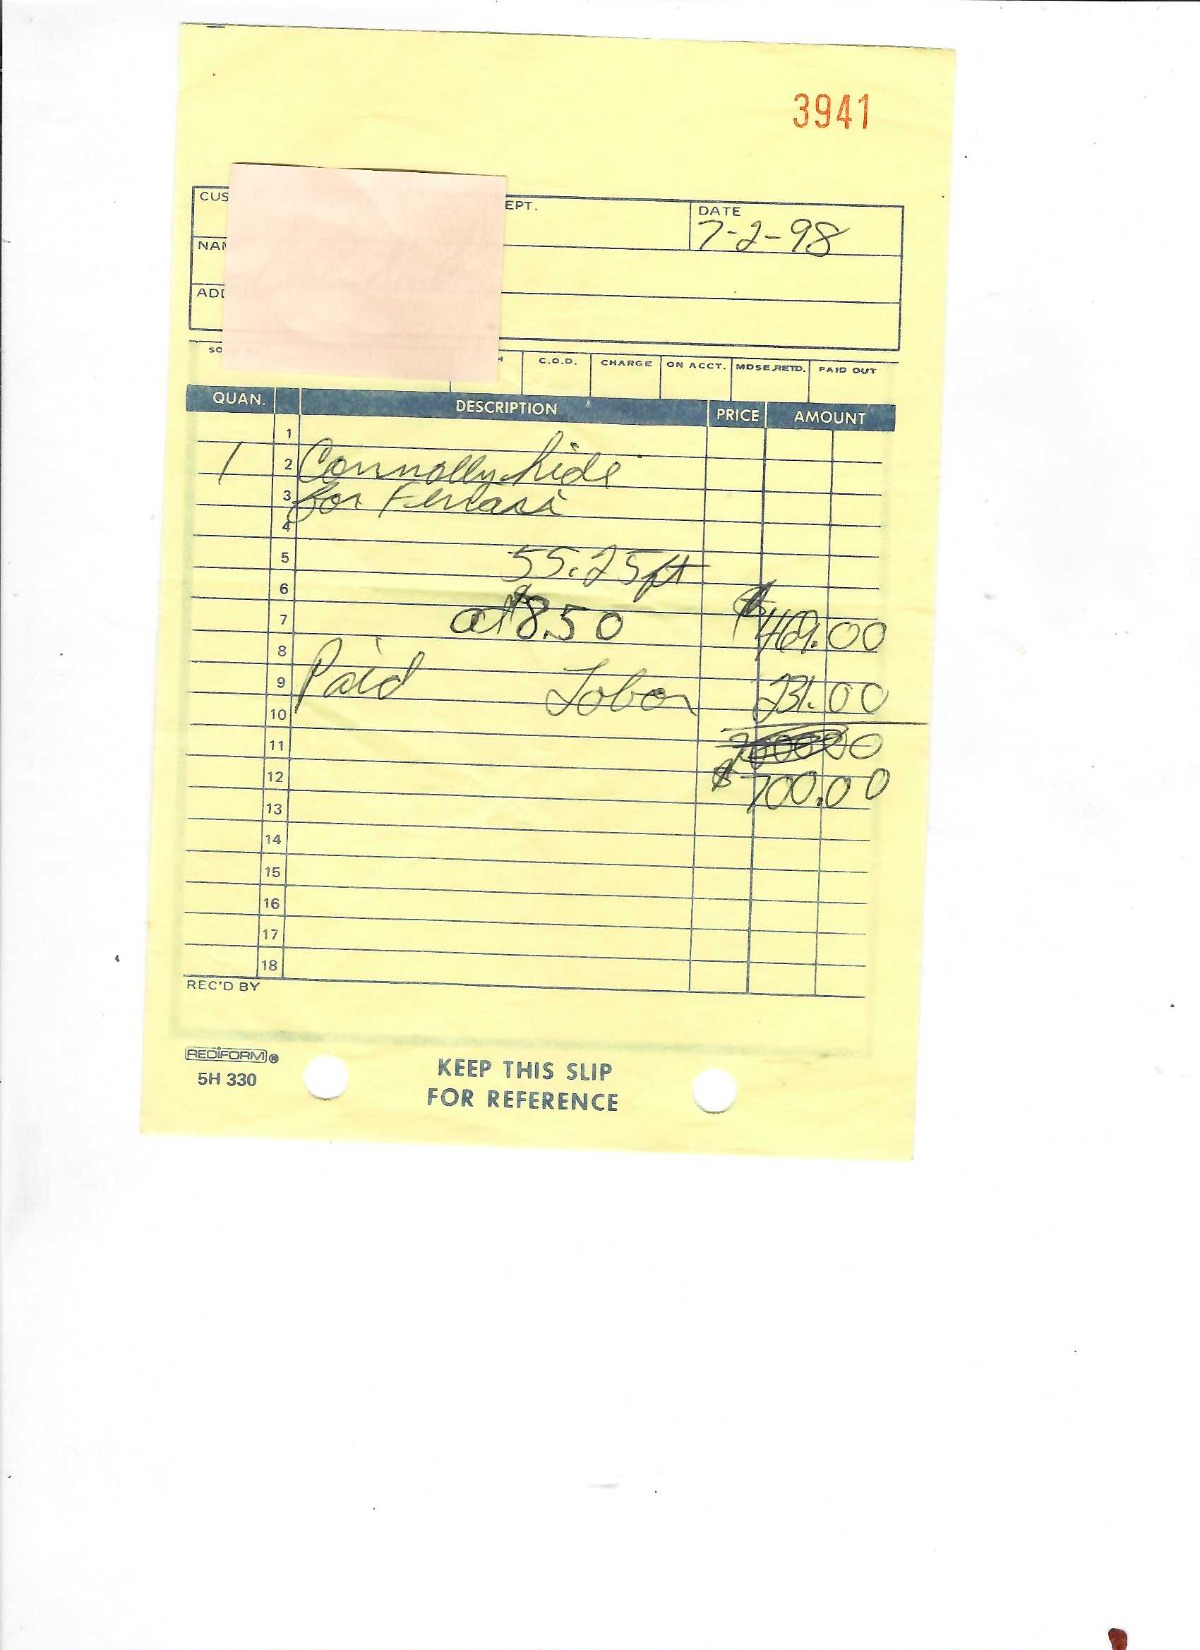 3941
CUS
EPT.
DATE
7-2-98
NAM
ADD
SO
C.O.D.
CHARGE
ON ACCT.
MDSE.RETD.
PAID OUT
QUAN.
DESCRIPTION
PRICE
AMOUNT
1
1 2 Connolly hide
3 for Ferrari
4
5 55.25 ft
6
7 at $8.50 $469.00
8
9 Paid Labor 231.00
10
11
12 $700.00
13
14
15
16
17
18
REC'D BY
REDIFORM®
5H 330
KEEP THIS SLIP
FOR REFERENCE